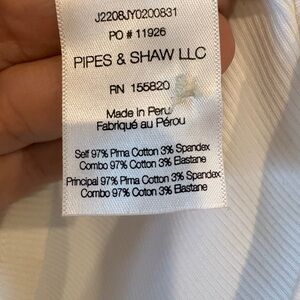 J2208JY0200831
PO # 11926
PIPES & SHAW LLC
RN 155820
Made in Peru
Fabriqué au Pérou
Self 97% Pima Cotton 3% Spandex
Combo 97% Cotton 3% Elastane
Principal 97% Pima Cotton 3% Spandex
Combo 97% Coton 3% Elastane